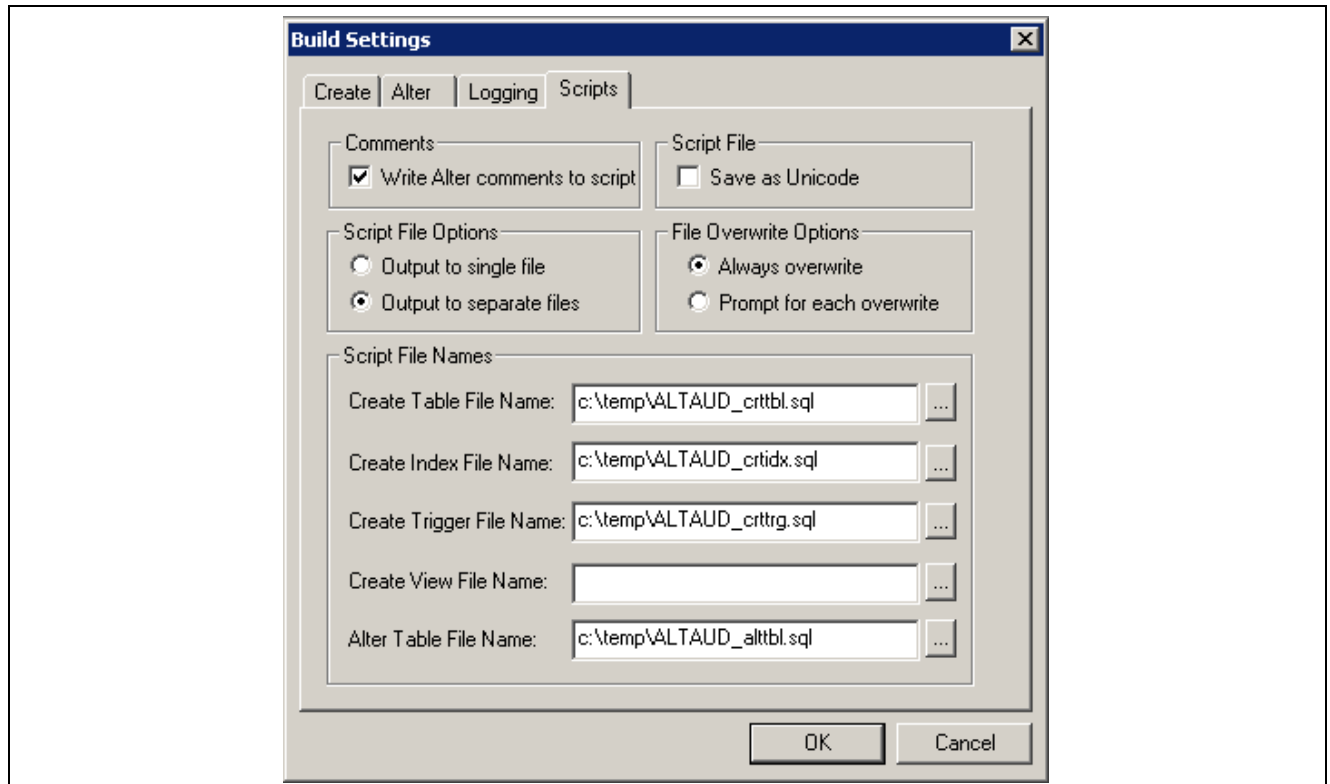 Build Settings
Create Alter Logging Scripts
Comments
Write Alter comments to script
Script File
Save as Unicode
Script File Options
Output to single file
Output to separate files
File Overwrite Options
Always overwrite
Prompt for each overwrite
Script File Names
Create Table File Name: c:\temp\ALTAUD_crttbl.sql ...
Create Index File Name: c:\temp\ALTAUD_crtidx.sql ...
Create Trigger File Name: c:\temp\ALTAUD_crttrg.sql ...
Create View File Name: ...
Alter Table File Name: c:\temp\ALTAUD_alttbl.sql ...
OK Cancel